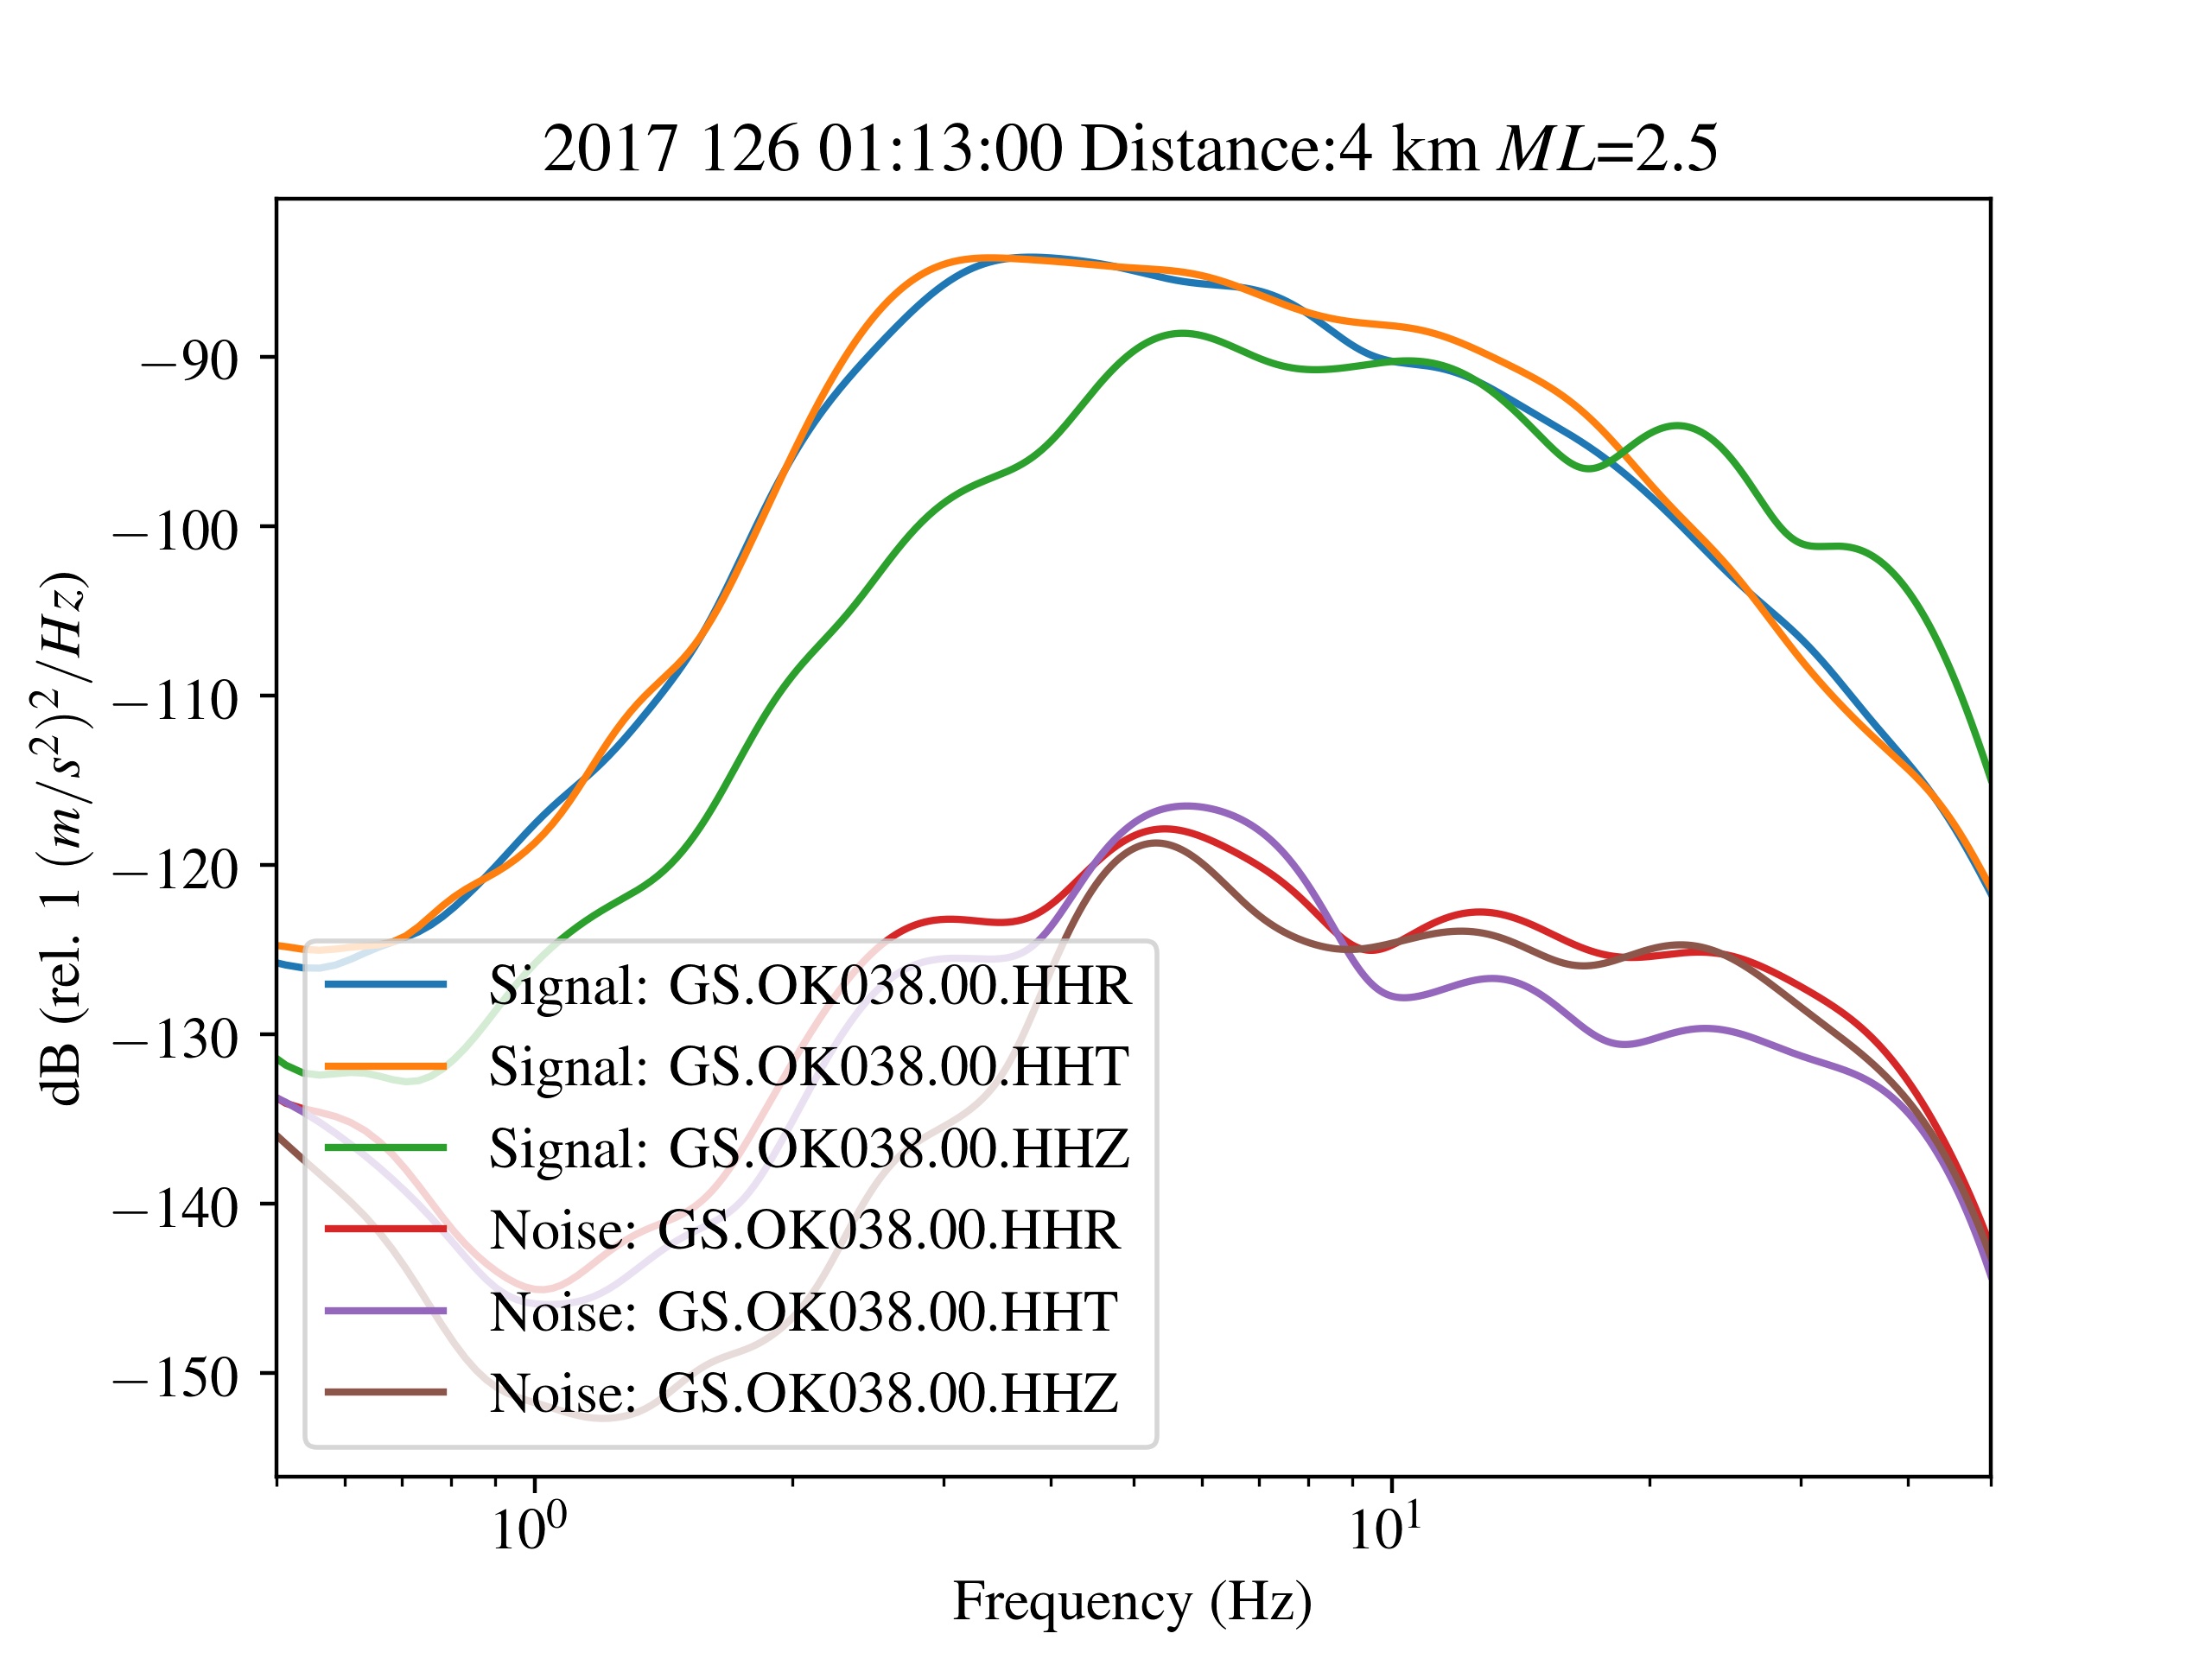 2017 126 01:13:00 Distance:4 km ML=2.5
dB (rel. 1 (m/s²)²/Hz)
−90
−100
−110
−120
−130
−140
−150
Signal: GS.OK038.00.HHR
Signal: GS.OK038.00.HHT
Signal: GS.OK038.00.HHZ
Noise: GS.OK038.00.HHR
Noise: GS.OK038.00.HHT
Noise: GS.OK038.00.HHZ
10⁰ 10¹
Frequency (Hz)